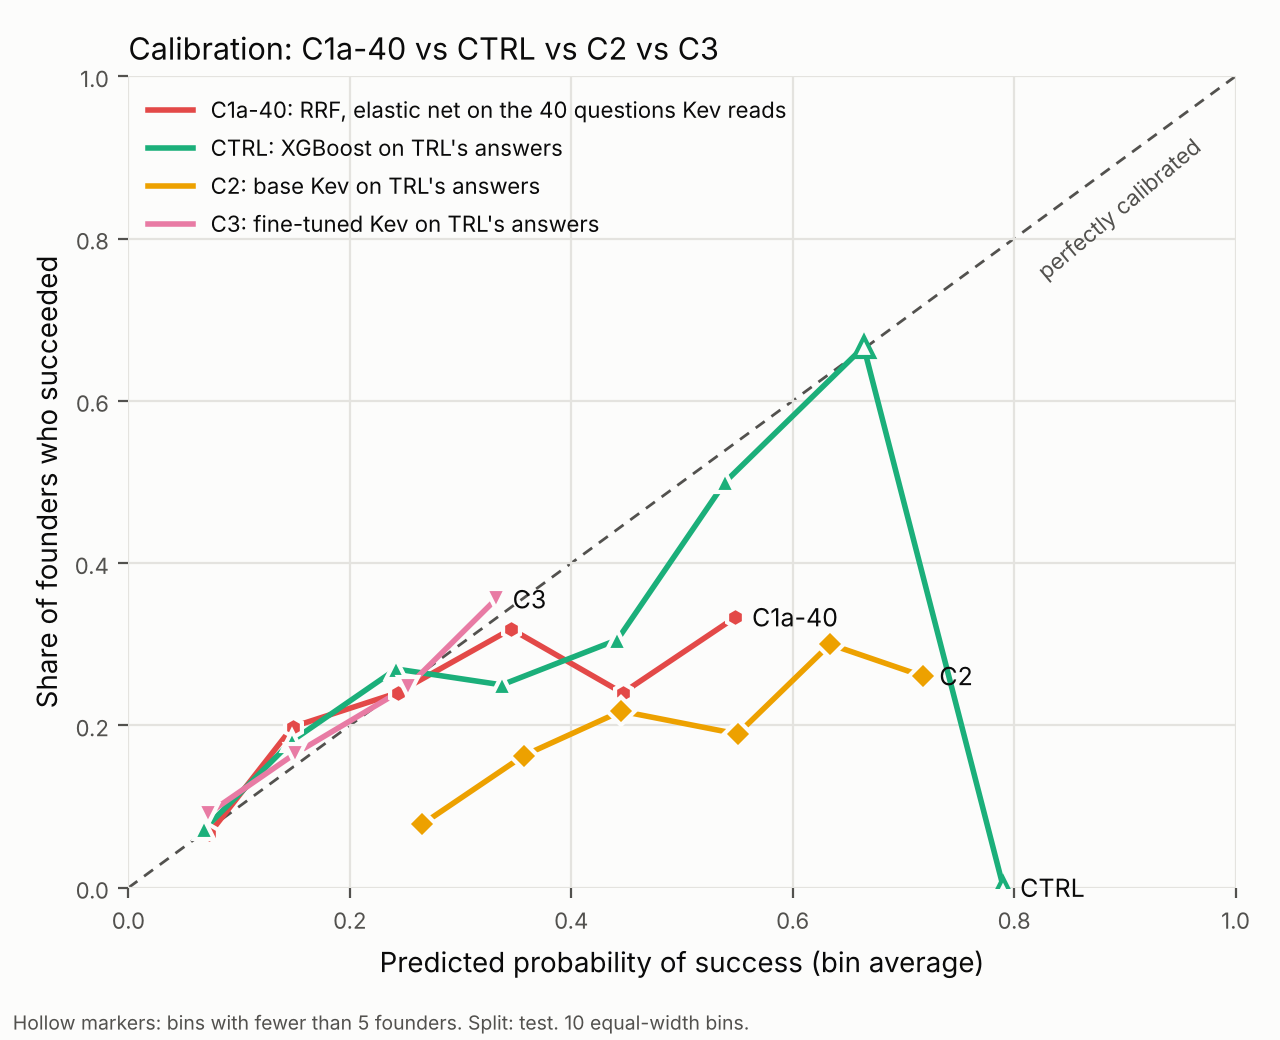 Calibration: C1a-40 vs CTRL vs C2 vs C3
1.0
C1a-40: RRF, elastic net on the 40 questions Kev reads
CTRL: XGBoost on TRL's answers
C2: base Kev on TRL's answers
C3: fine-tuned Kev on TRL's answers
perfectly calibrated
0.8
0.6
0.4
0.2
0.0
Share of founders who succeeded
C3
C1a-40
C2
CTRL
0.0 0.2 0.4 0.6 0.8 1.0
Predicted probability of success (bin average)
Hollow markers: bins with fewer than 5 founders. Split: test. 10 equal-width bins.